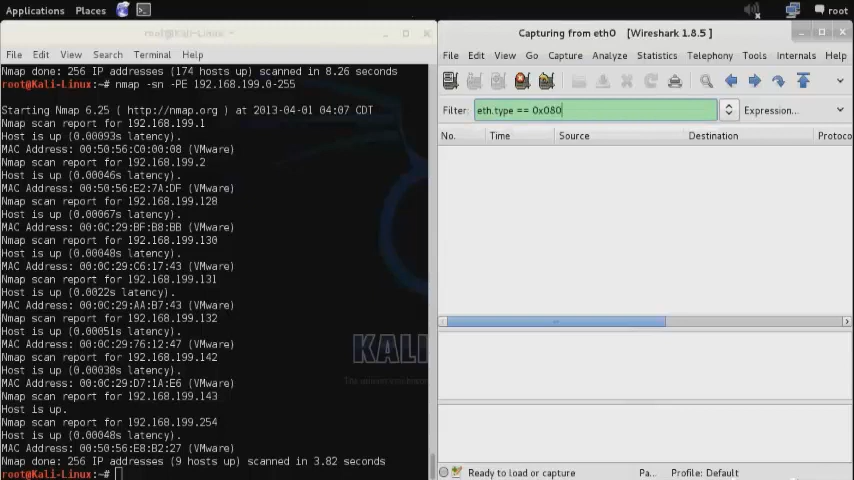 Applications Places root
root@Kali-Linux: ~
File Edit View Search Terminal Help
Nmap done: 256 IP addresses (174 hosts up) scanned in 8.26 seconds
root@Kali-Linux:~# nmap -sn -PE 192.168.199.0-255
Starting Nmap 6.25 ( http://nmap.org ) at 2013-04-01 04:07 CDT
Nmap scan report for 192.168.199.1
Host is up (0.00093s latency).
MAC Address: 00:50:56:C0:00:08 (VMware)
Nmap scan report for 192.168.199.2
Host is up (0.00046s latency).
MAC Address: 00:50:56:E2:7A:DF (VMware)
Nmap scan report for 192.168.199.128
Host is up (0.00067s latency).
MAC Address: 00:0C:29:BF:B8:BB (VMware)
Nmap scan report for 192.168.199.130
Host is up (0.00048s latency).
MAC Address: 00:0C:29:C6:17:43 (VMware)
Nmap scan report for 192.168.199.131
Host is up (0.0022s latency).
MAC Address: 00:0C:29:AA:B7:43 (VMware)
Nmap scan report for 192.168.199.132
Host is up (0.00051s latency).
MAC Address: 00:0C:29:76:12:47 (VMware)
Nmap scan report for 192.168.199.142
Host is up (0.00038s latency).
MAC Address: 00:0C:29:D7:1A:E6 (VMware)
Nmap scan report for 192.168.199.143
Host is up.
Nmap scan report for 192.168.199.254
Host is up (0.00048s latency).
MAC Address: 00:50:56:E8:B2:27 (VMware)
Nmap done: 256 IP addresses (9 hosts up) scanned in 3.82 seconds
root@Kali-Linux:~#
KALI
Capturing from eth0 [Wireshark 1.8.5 ]
File Edit View Go Capture Analyze Statistics Telephony Tools Internals Help
Filter: eth.type == 0x080 Expression...
No. Time Source Destination Protoco
Ready to load or capture Pa... Profile: Default